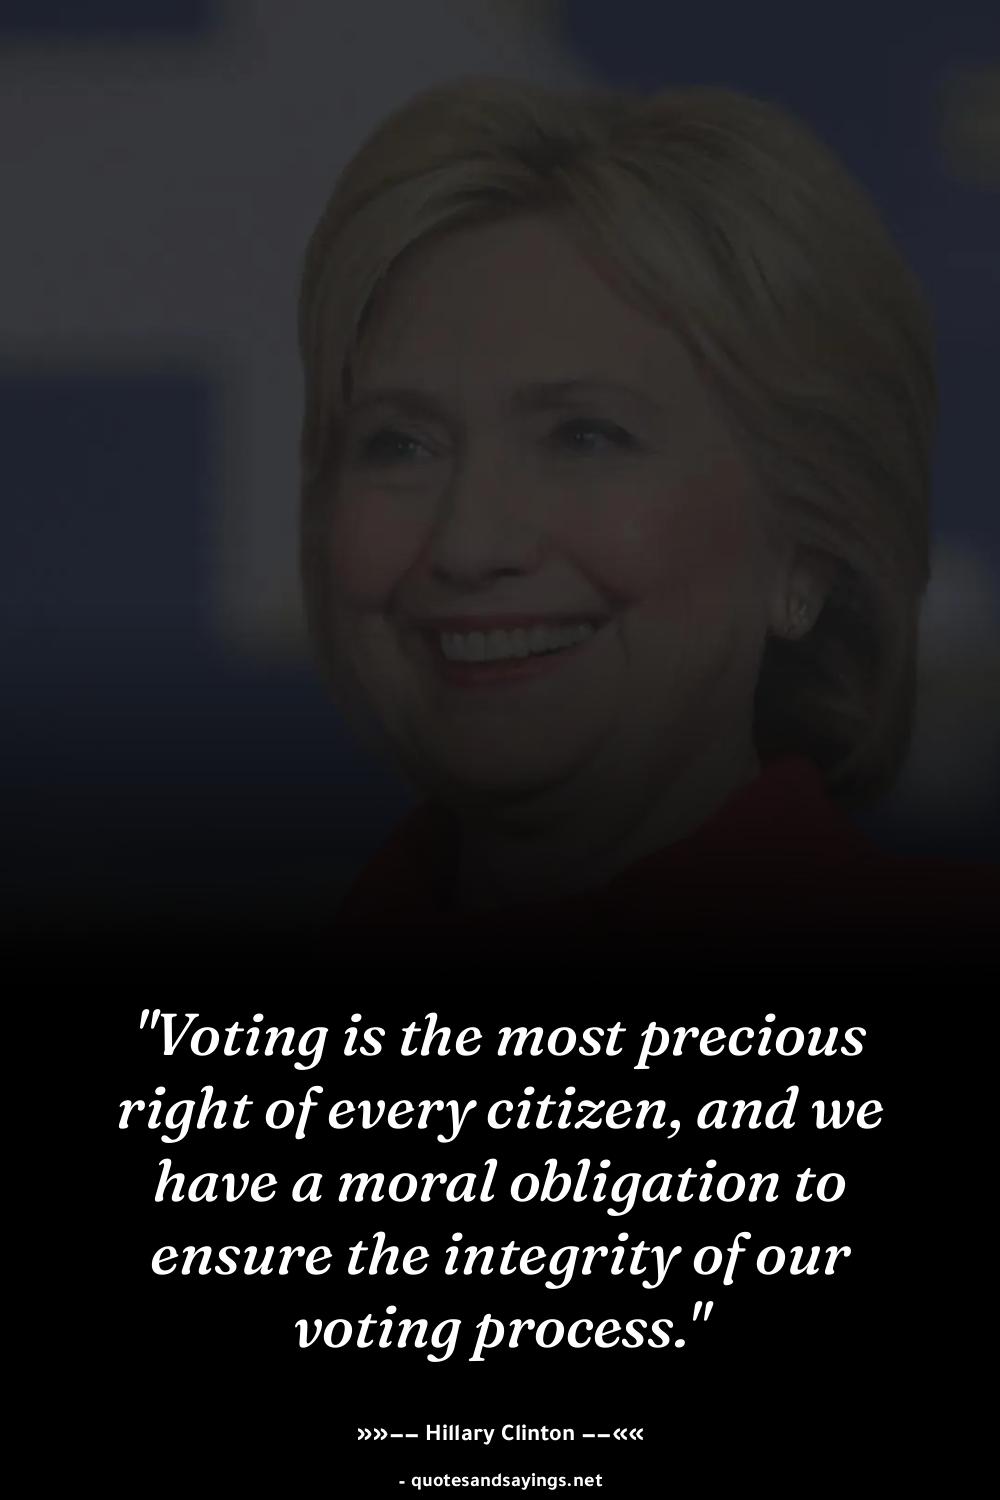 "Voting is the most precious
right of every citizen, and we
have a moral obligation to
ensure the integrity of our
voting process."
»»–– Hillary Clinton ––««
- quotesandsayings.net